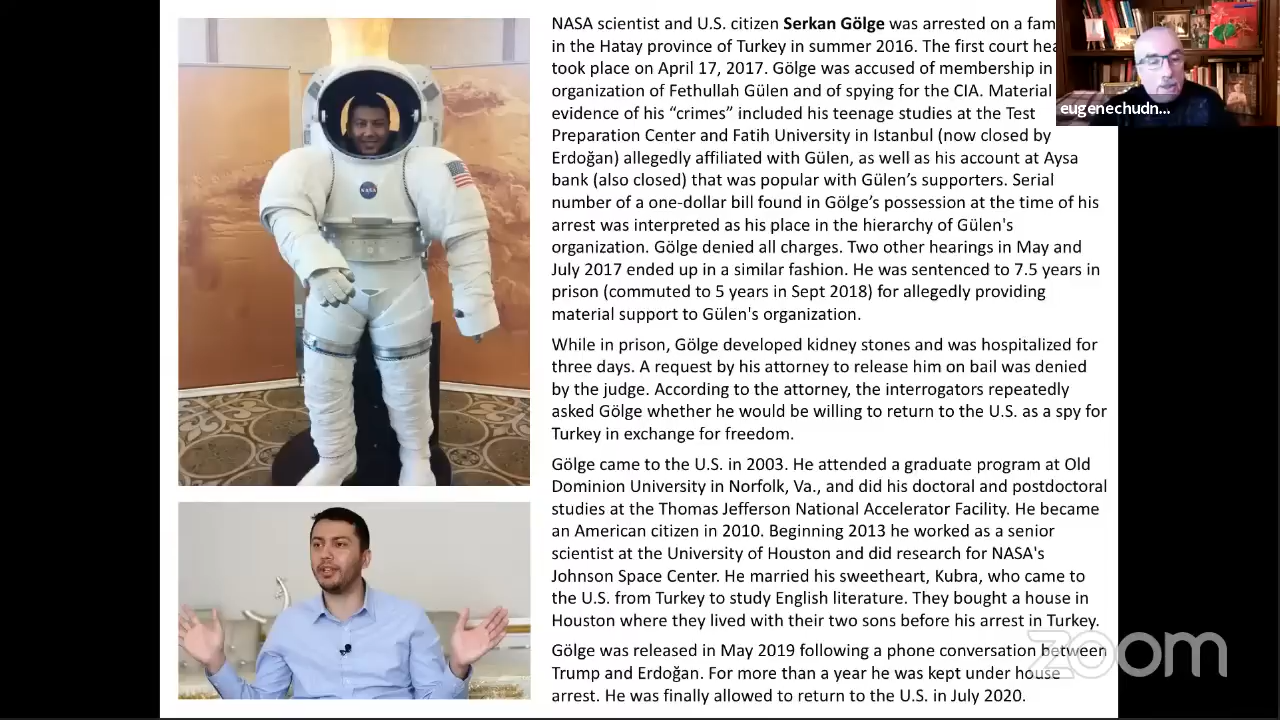 NASA scientist and U.S. citizen Serkan Gölge was arrested on a fam
in the Hatay province of Turkey in summer 2016. The first court hea
took place on April 17, 2017. Gölge was accused of membership in
organization of Fethullah Gülen and of spying for the CIA. Material
evidence of his “crimes” included his teenage studies at the Test
Preparation Center and Fatih University in Istanbul (now closed by
Erdoğan) allegedly affiliated with Gülen, as well as his account at Aysa
bank (also closed) that was popular with Gülen’s supporters. Serial
number of a one-dollar bill found in Gölge’s possession at the time of his
arrest was interpreted as his place in the hierarchy of Gülen's
organization. Gölge denied all charges. Two other hearings in May and
July 2017 ended up in a similar fashion. He was sentenced to 7.5 years in
prison (commuted to 5 years in Sept 2018) for allegedly providing
material support to Gülen's organization.
While in prison, Gölge developed kidney stones and was hospitalized for
three days. A request by his attorney to release him on bail was denied
by the judge. According to the attorney, the interrogators repeatedly
asked Gölge whether he would be willing to return to the U.S. as a spy for
Turkey in exchange for freedom.
Gölge came to the U.S. in 2003. He attended a graduate program at Old
Dominion University in Norfolk, Va., and did his doctoral and postdoctoral
studies at the Thomas Jefferson National Accelerator Facility. He became
an American citizen in 2010. Beginning 2013 he worked as a senior
scientist at the University of Houston and did research for NASA's
Johnson Space Center. He married his sweetheart, Kubra, who came to
the U.S. from Turkey to study English literature. They bought a house in
Houston where they lived with their two sons before his arrest in Turkey.
Gölge was released in May 2019 following a phone conversation between
Trump and Erdoğan. For more than a year he was kept under house
arrest. He was finally allowed to return to the U.S. in July 2020.
eugenechudn...
NASA
zoom